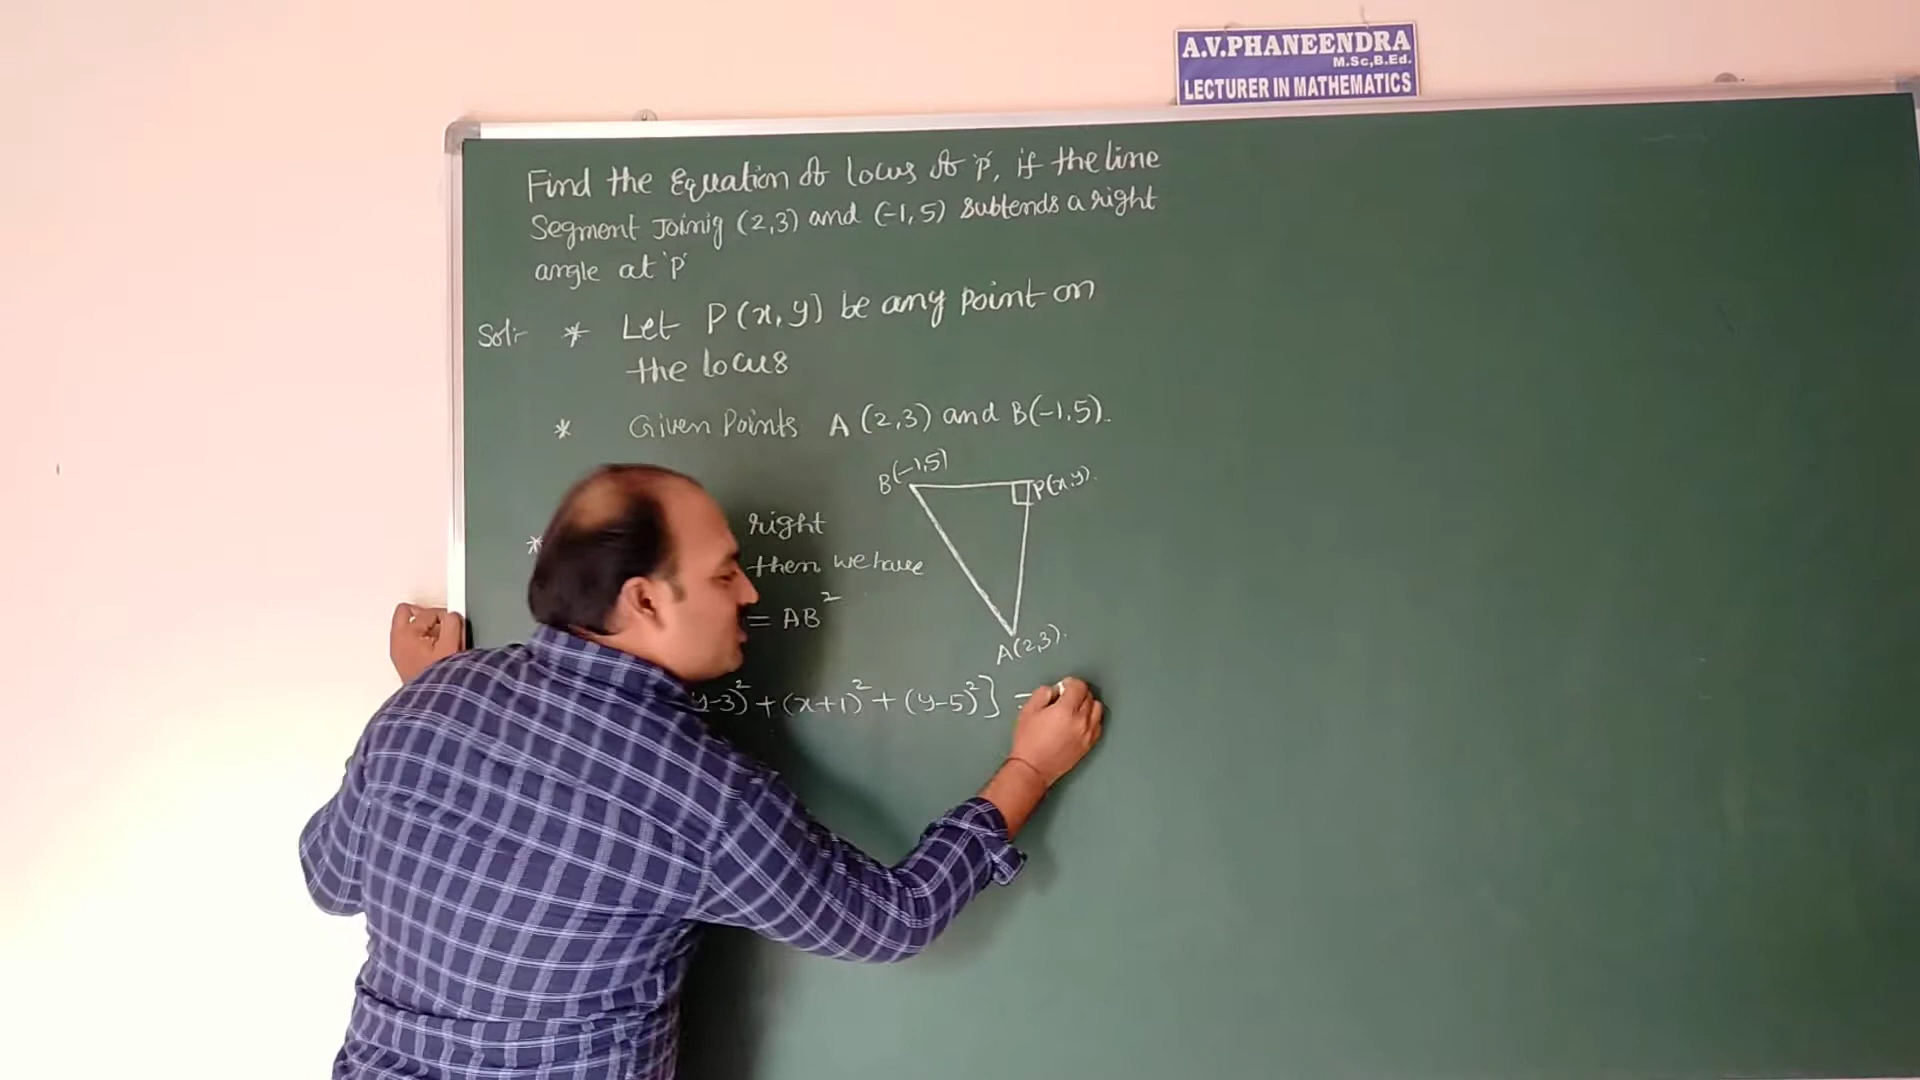 A.V.PHANEENDRA
M.Sc,B.Ed.
LECTURER IN MATHEMATICS
Find the Equation of locus of 'P', if the line
Segment Joinig (2,3) and (-1,5) subtends a right
angle at 'P'
Sol:- * Let P(x,y) be any point on
the locus
* Given Points A (2,3) and B(-1,5).
B(-1,5)
P(x,y).
* right
then we have
= AB²
A(2,3).
y-3)² + (x+1)² + (y-5)²] =